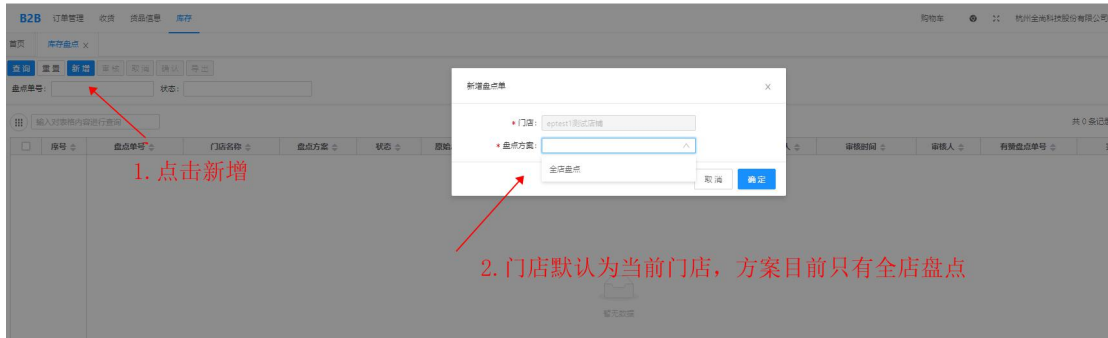 B2B 订单管理 收货 货品信息 库存 购物车 杭州全尚科技股份有限公司
首页 库存盘点 x
查询 重置 新增 审核 取消 确认 导出
盘点单号: 状态:
新增盘点单
* 门店: eptest1测试店铺
* 盘点方案:
全店盘点
取消 确定
输入对表格内容进行查询 共 0 条记
序号 盘点单号 门店名称 盘点方案 状态 原始 人 审核时间 审核人 有赞盘点单号
1.点击新增
2.门店默认为当前门店，方案目前只有全店盘点
暂无数据